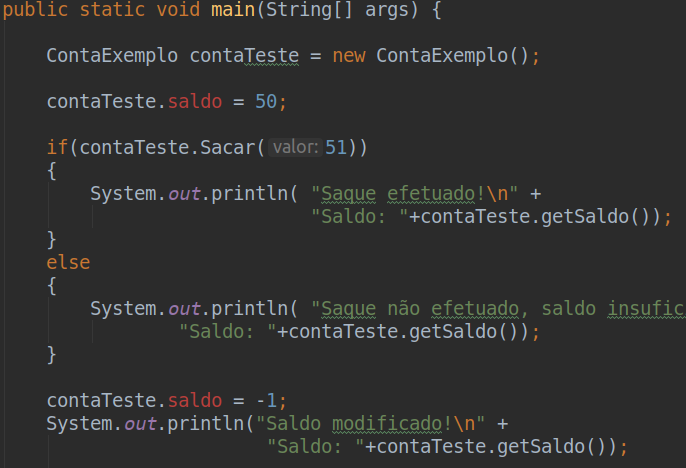 public static void main(String[] args) {
ContaExemplo contaTeste = new ContaExemplo();
contaTeste.saldo = 50;
if(contaTeste.Sacar( valor: 51))
{
System.out.println( "Saque efetuado!\n" +
"Saldo: "+contaTeste.getSaldo());
}
else
{
System.out.println( "Saque não efetuado, saldo insufic
"Saldo: "+contaTeste.getSaldo());
}
contaTeste.saldo = -1;
System.out.println("Saldo modificado!\n" +
"Saldo: "+contaTeste.getSaldo());